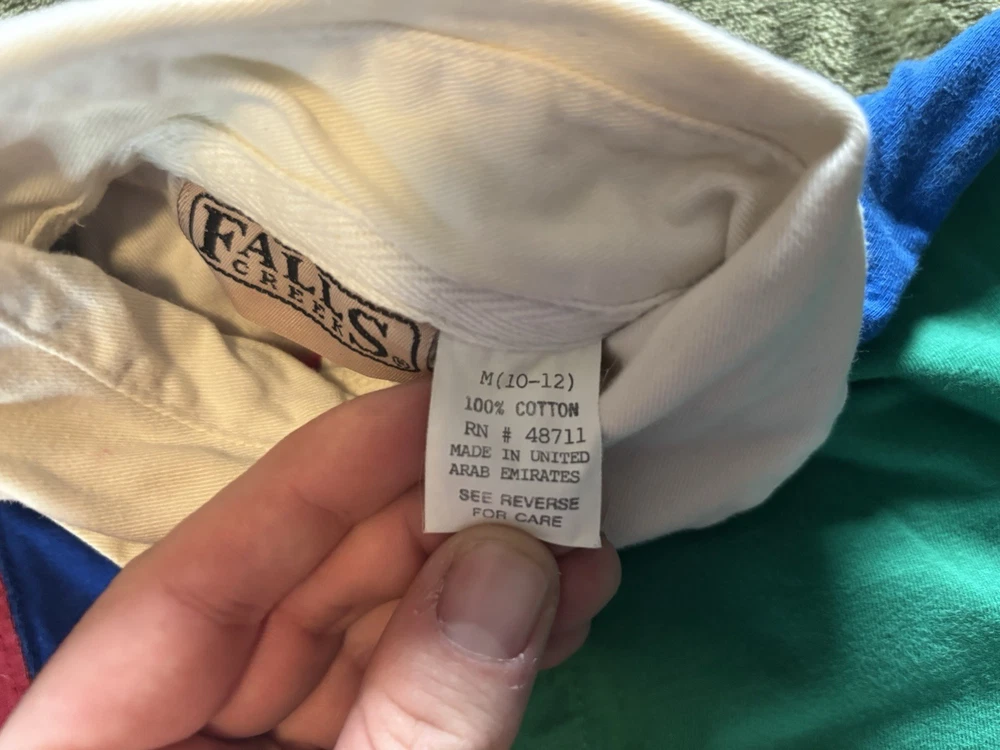 FALLS
CREEK®
M(10-12)
100% COTTON
RN # 48711
MADE IN UNITED
ARAB EMIRATES
SEE REVERSE
FOR CARE